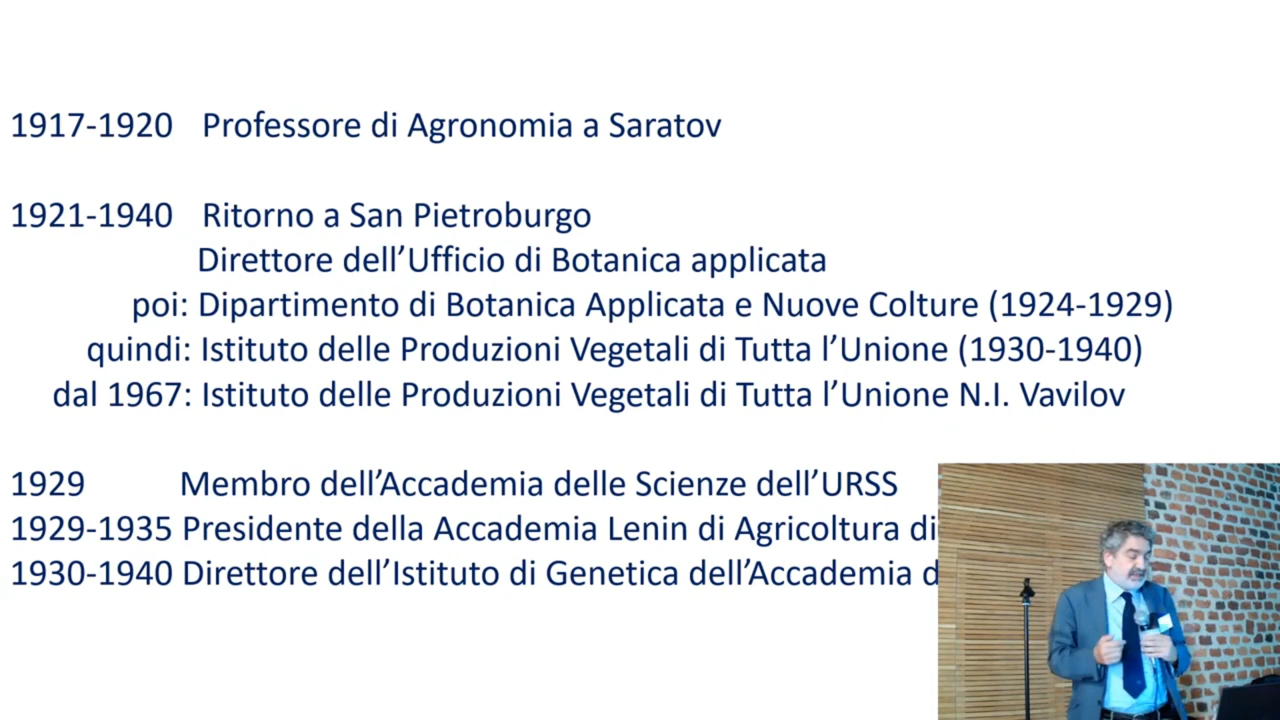 1917-1920 Professore di Agronomia a Saratov
1921-1940 Ritorno a San Pietroburgo
Direttore dell’Ufficio di Botanica applicata
poi: Dipartimento di Botanica Applicata e Nuove Colture (1924-1929)
quindi: Istituto delle Produzioni Vegetali di Tutta l’Unione (1930-1940)
dal 1967: Istituto delle Produzioni Vegetali di Tutta l’Unione N.I. Vavilov
1929 Membro dell’Accademia delle Scienze dell’URSS
1929-1935 Presidente della Accademia Lenin di Agricoltura di
1930-1940 Direttore dell’Istituto di Genetica dell’Accademia d